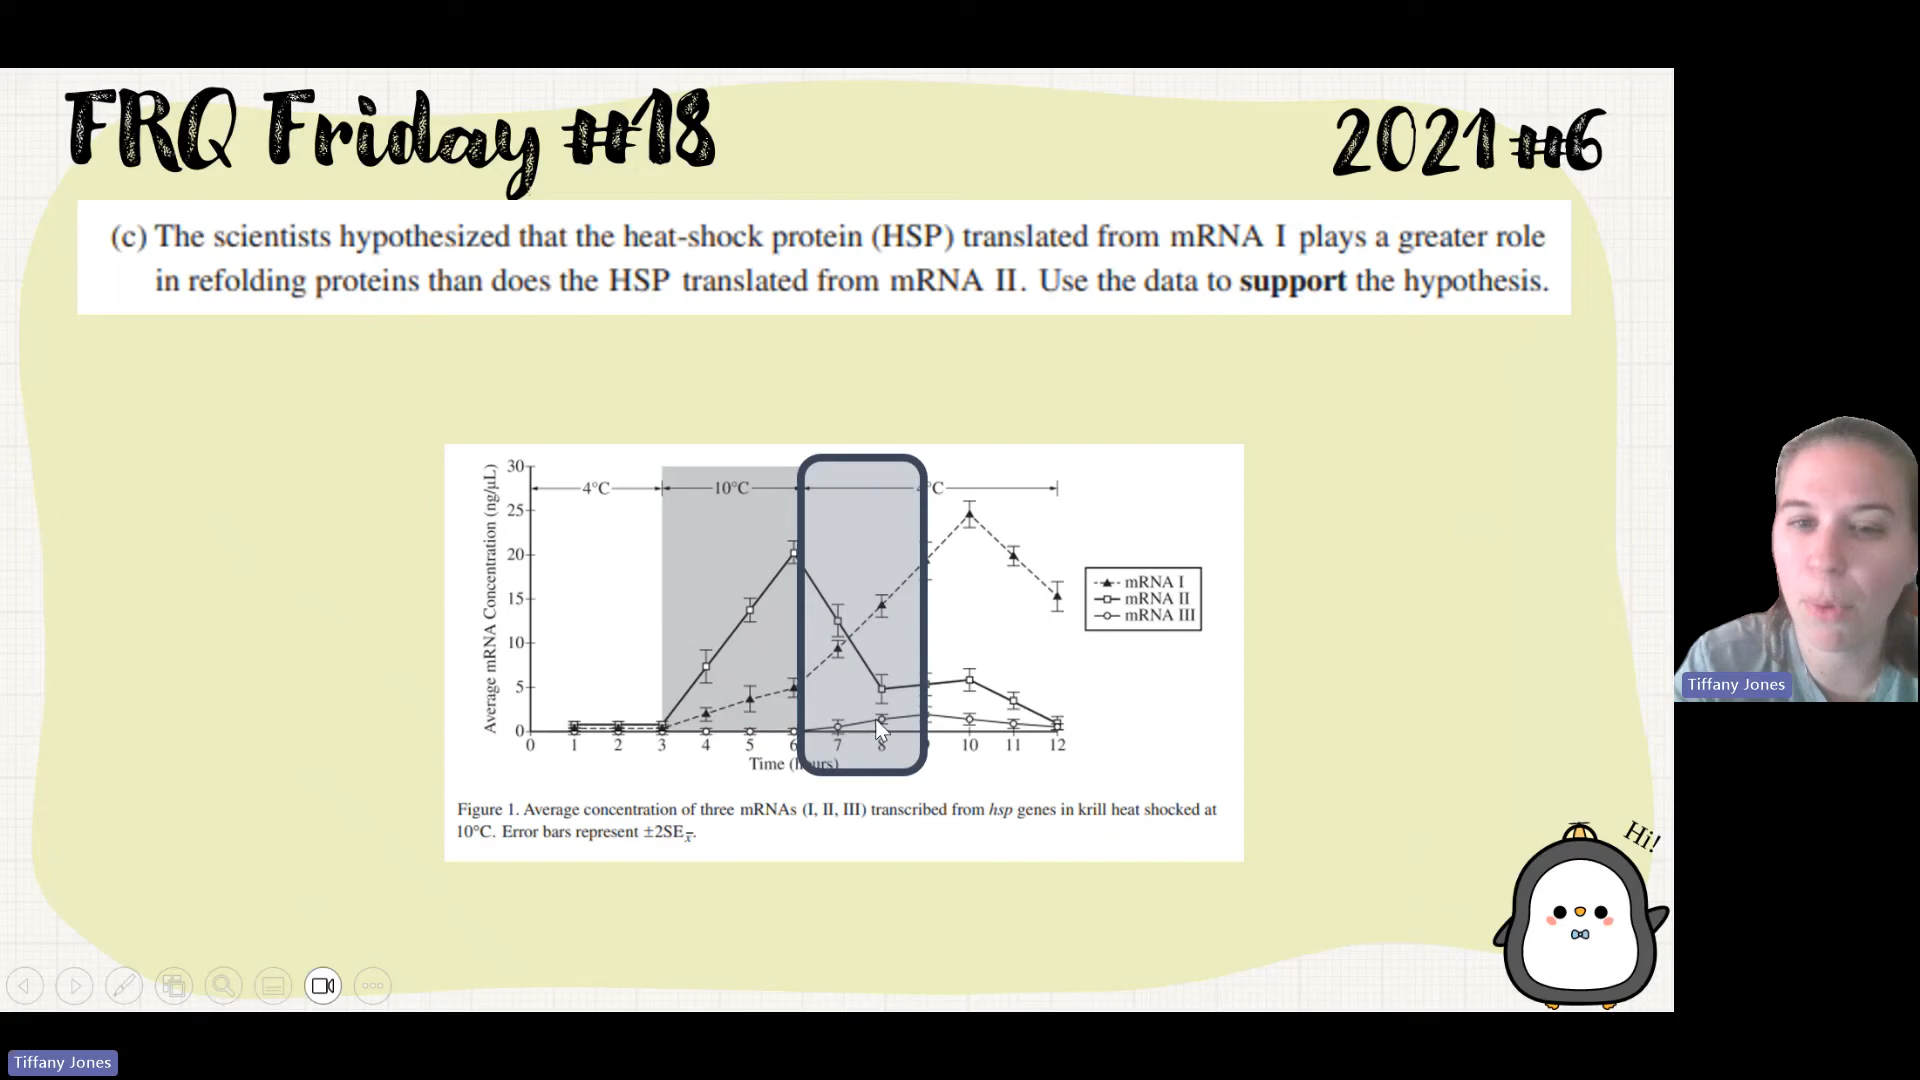 FRQ Friday #18
2021 #6
(c) The scientists hypothesized that the heat-shock protein (HSP) translated from mRNA I plays a greater role
in refolding proteins than does the HSP translated from mRNA II. Use the data to support the hypothesis.
Average mRNA Concentration (ng/μL)
30
25
20
15
10
5
0
4°C
10°C
°C
0 1 2 3 4 5 6 7 8 10 11 12
Time (hours)
mRNA I
mRNA II
mRNA III
Figure 1. Average concentration of three mRNAs (I, II, III) transcribed from hsp genes in krill heat shocked at
10°C. Error bars represent ±2SEx̄.
Hi!
Tiffany Jones
Tiffany Jones